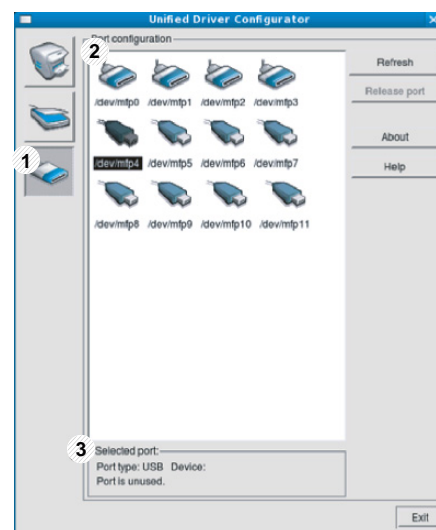 Unified Driver Configurator
Port configuration
2
/dev/mfp0 /dev/mfp1 /dev/mfp2 /dev/mfp3
/dev/mfp4 /dev/mfp5 /dev/mfp6 /dev/mfp7
/dev/mfp8 /dev/mfp9 /dev/mfp10 /dev/mfp11
1
Refresh
Release port
About
Help
3
Selected port:
Port type: USB Device:
Port is unused.
Exit